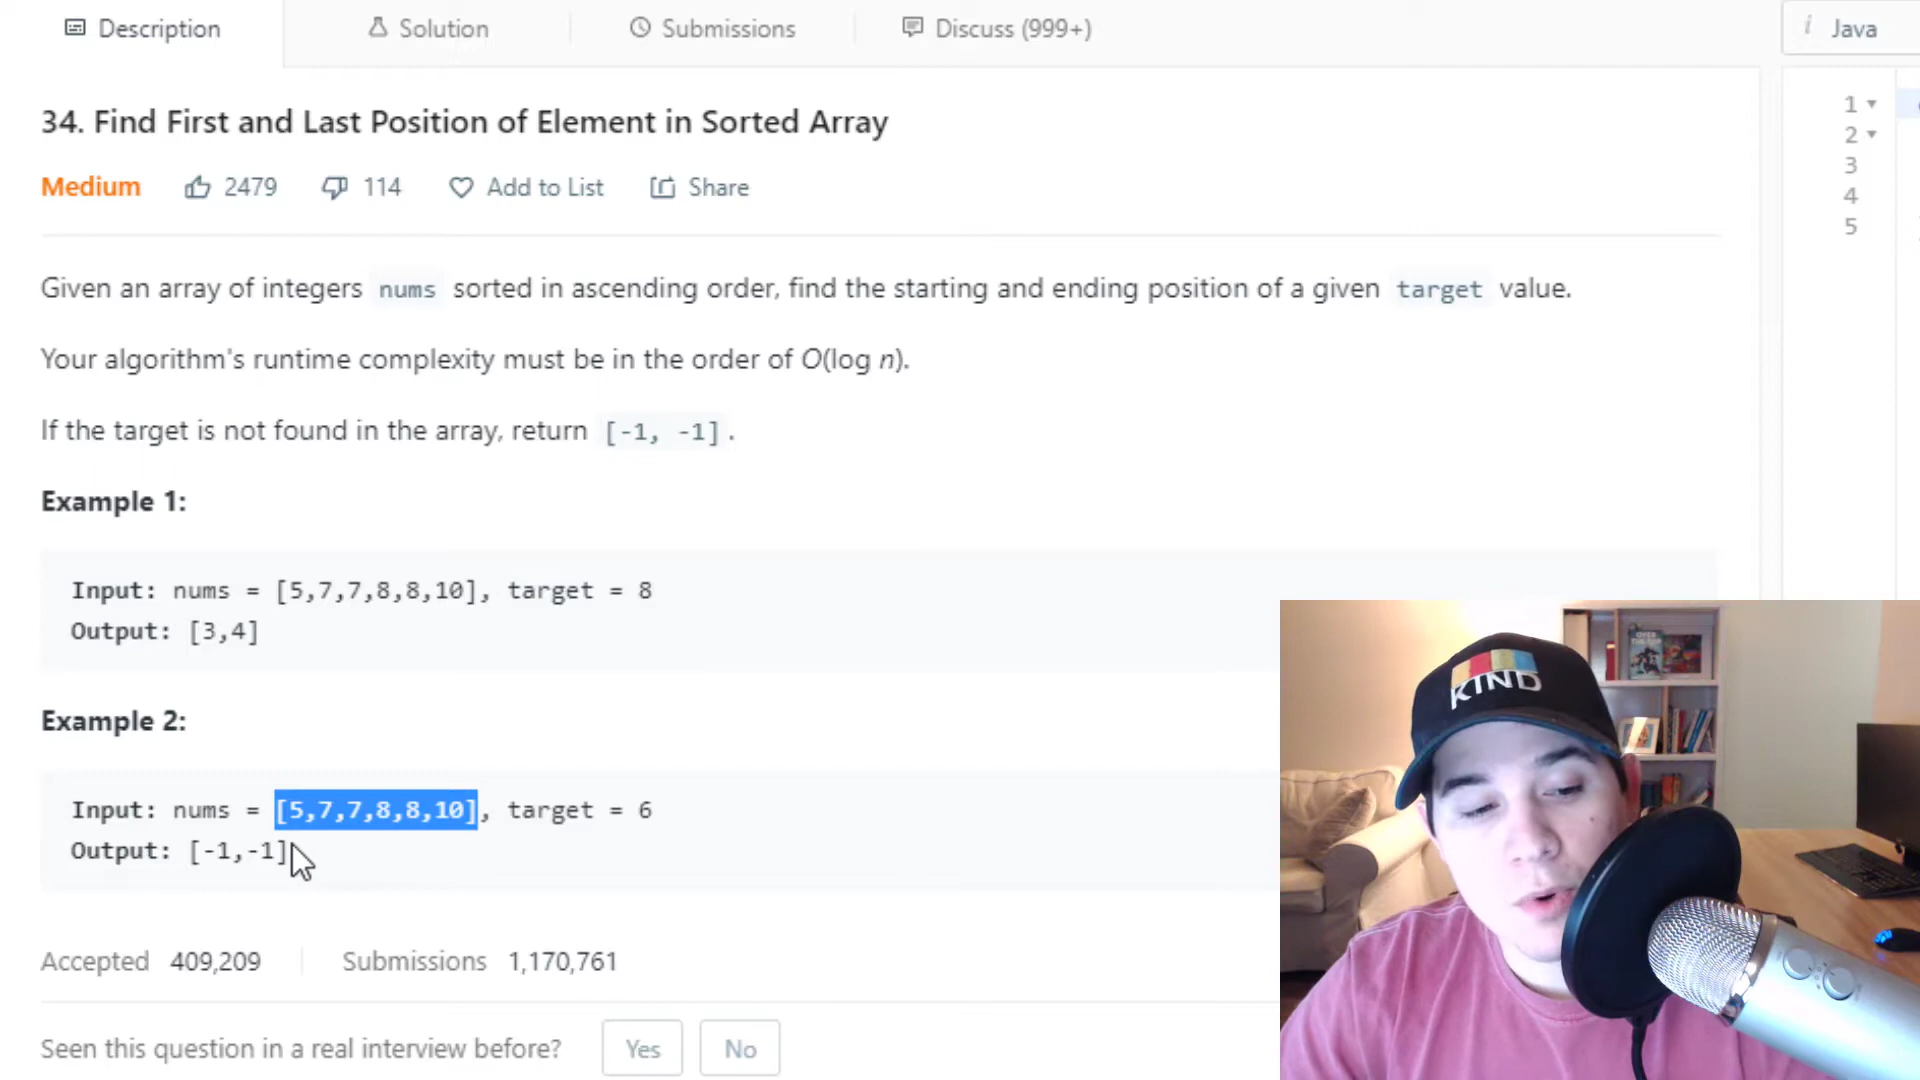 Description
Solution
Submissions
Discuss (999+)
i Java
34. Find First and Last Position of Element in Sorted Array
Medium 2479 114 Add to List Share
Given an array of integers nums sorted in ascending order, find the starting and ending position of a given target value.
Your algorithm's runtime complexity must be in the order of O(log n).
If the target is not found in the array, return [-1, -1].
Example 1:
Input: nums = [5,7,7,8,8,10], target = 8
Output: [3,4]
Example 2:
Input: nums = [5,7,7,8,8,10], target = 6
Output: [-1,-1]
Accepted 409,209 Submissions 1,170,761
Seen this question in a real interview before? Yes No
1
2
3
4
5
KIND
OVER